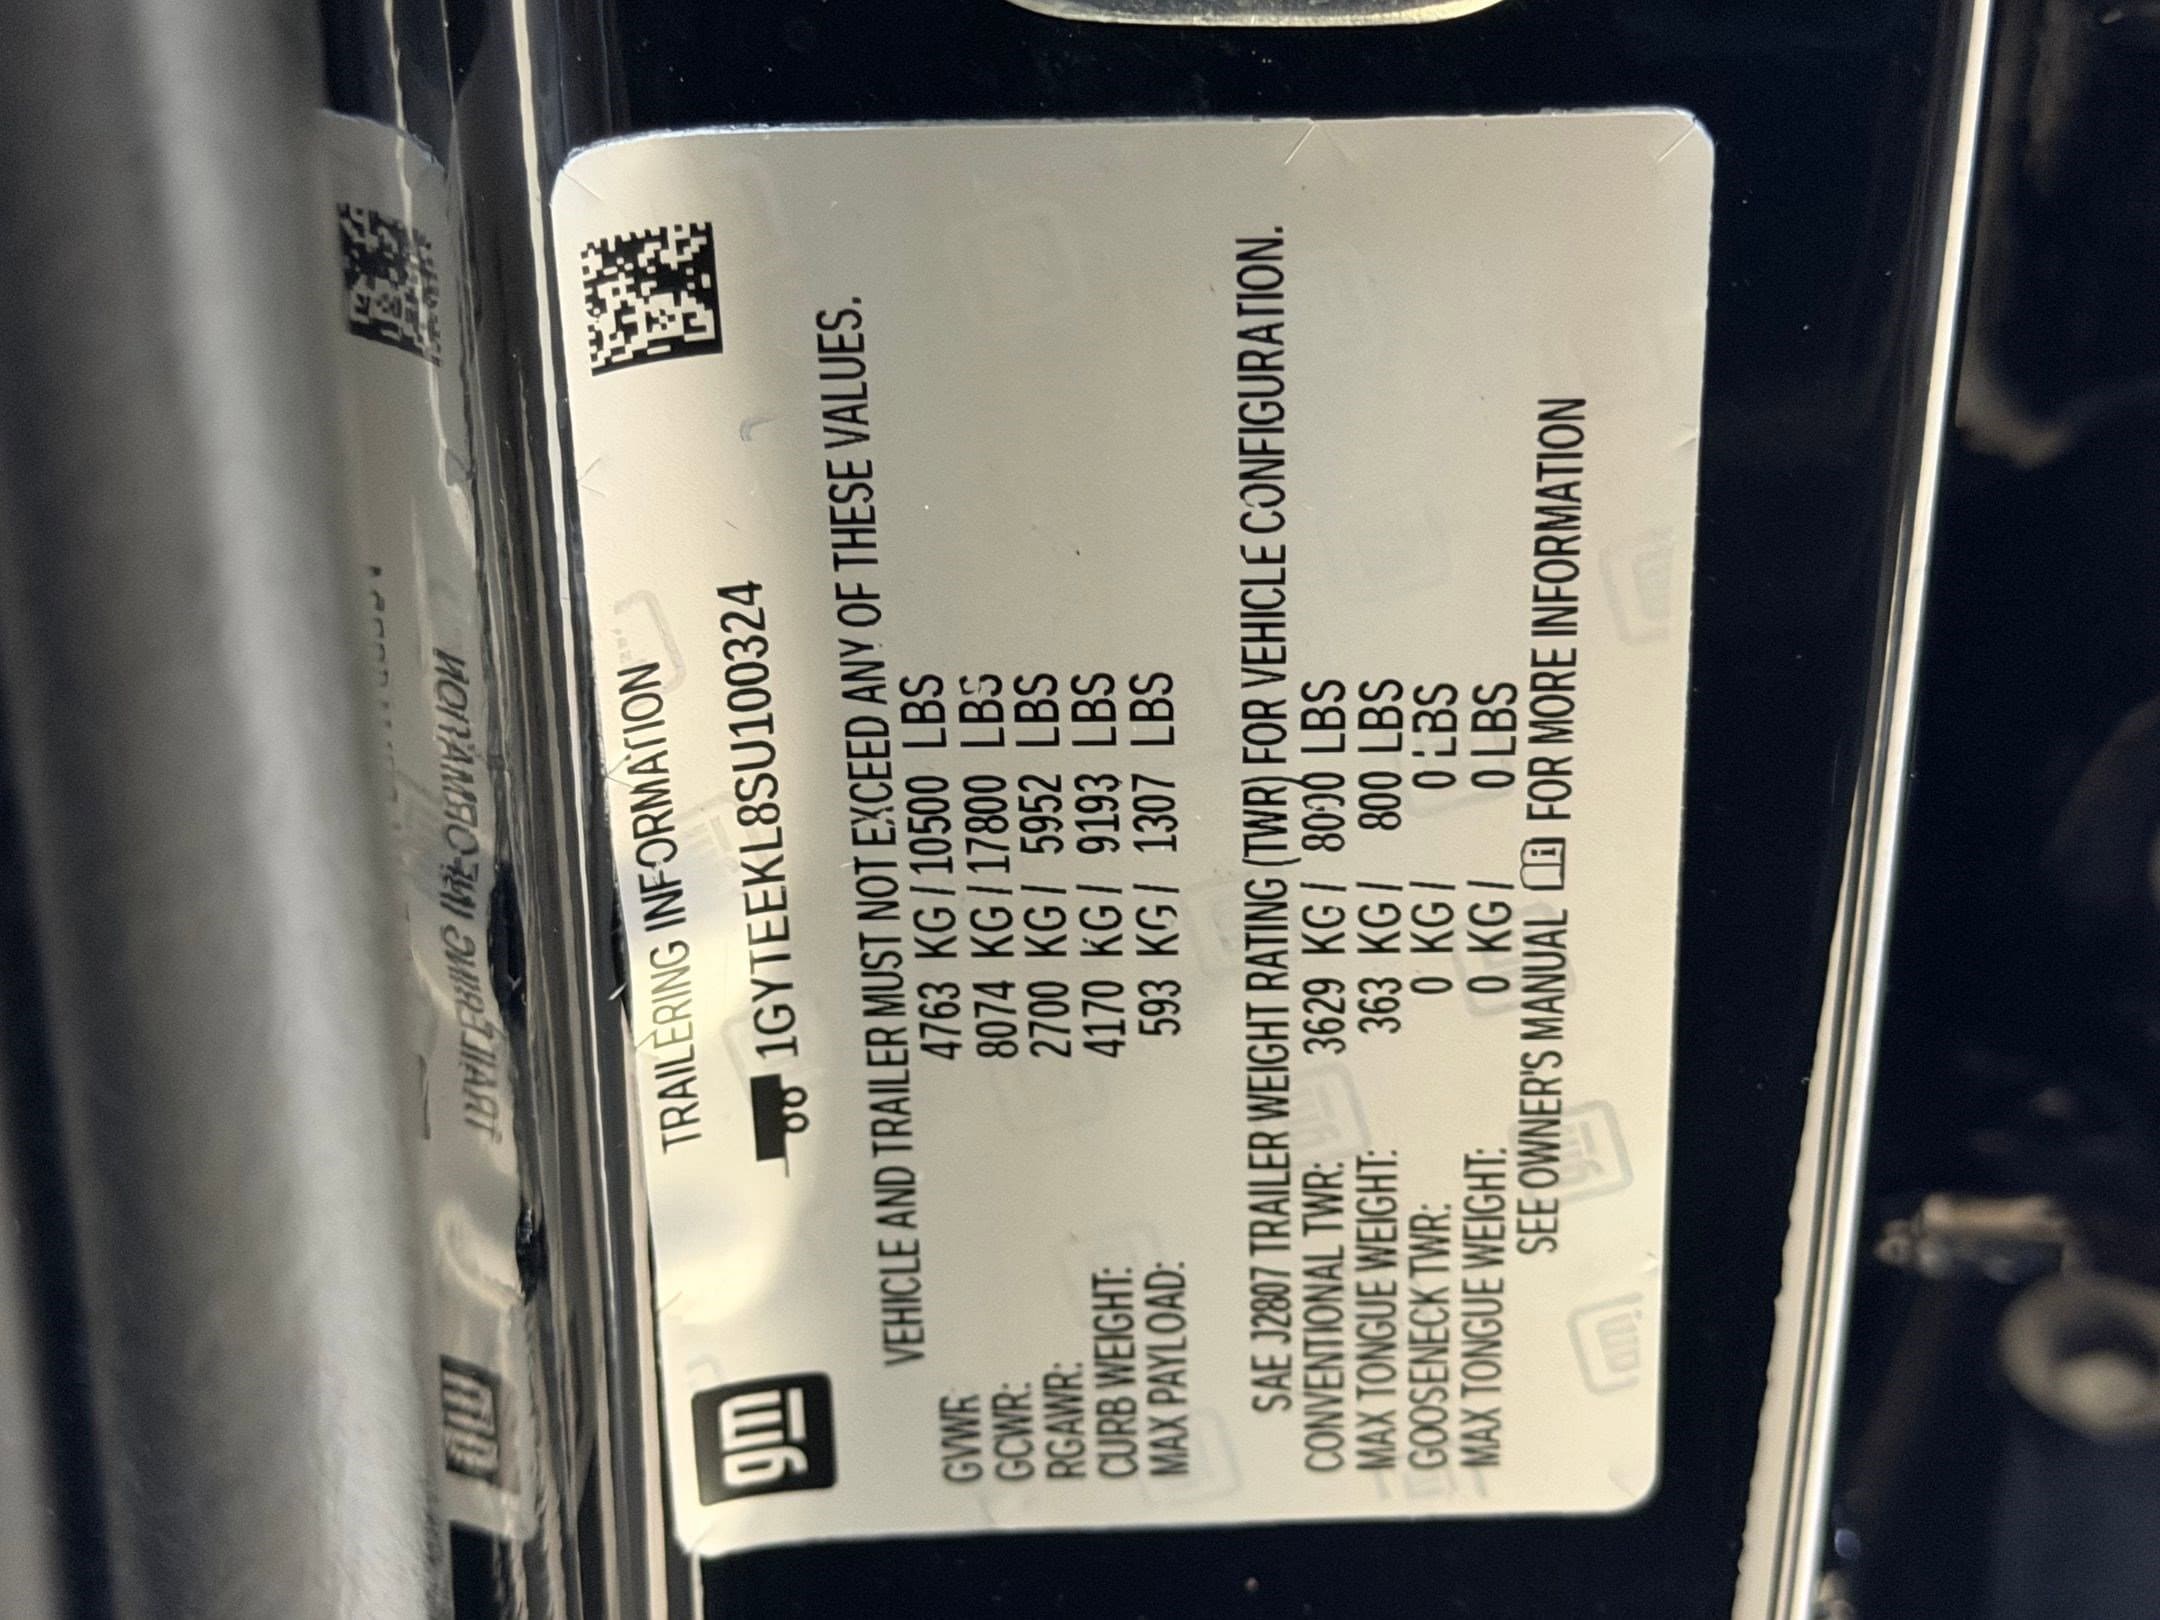 gm
TRAILERING INFORMATION
1GYTEEKL8SU100324
VEHICLE AND TRAILER MUST NOT EXCEED ANY OF THESE VALUES.
GVWR 4763 KG / 10500 LBS
GCWR: 8074 KG / 17800 LBS
RGAWR: 2700 KG / 5952 LBS
CURB WEIGHT: 4170 KG / 9193 LBS
MAX PAYLOAD: 593 KG / 1307 LBS
SAE J2807 TRAILER WEIGHT RATING (TWR) FOR VEHICLE CONFIGURATION.
CONVENTIONAL TWR: 3629 KG / 8000 LBS
MAX TONGUE WEIGHT: 363 KG / 800 LBS
GOOSENECK TWR: 0 KG / 0 LBS
MAX TONGUE WEIGHT: 0 KG / 0 LBS
SEE OWNER'S MANUAL FOR MORE INFORMATION